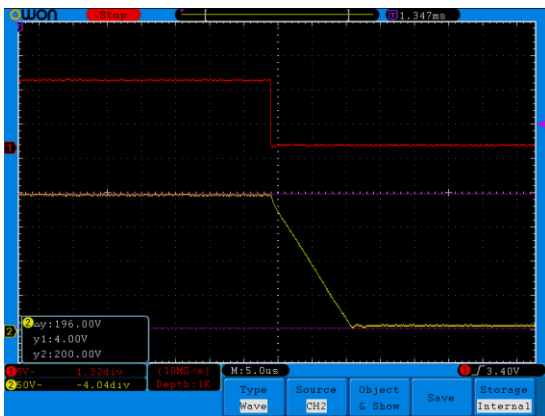 owon Stop T 1.347ms
1
2
2 △y:196.00V
y1:4.00V
y2:200.00V
1 5V~ 1.32div (10MS/s) M:5.0us 1 3.40V
2 50V~ -4.04div Depth:1K
Type Source Object Save Storage
Wave CH2 & Show Internal